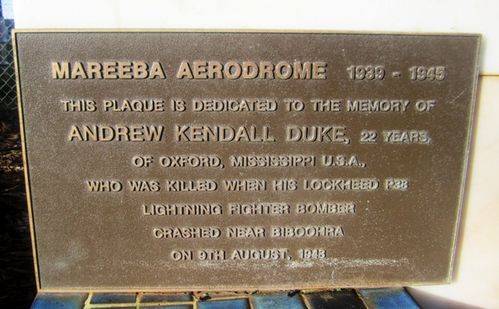 MAREEBA AERODROME 1939 - 1945
THIS PLAQUE IS DEDICATED TO THE MEMORY OF
ANDREW KENDALL DUKE, 22 YEARS,
OF OXFORD, MISSISSIPPI U.S.A.,
WHO WAS KILLED WHEN HIS LOCKHEED P38
LIGHTNING FIGHTER BOMBER
CRASHED NEAR BIBOOHRA
ON 9TH AUGUST, 1943